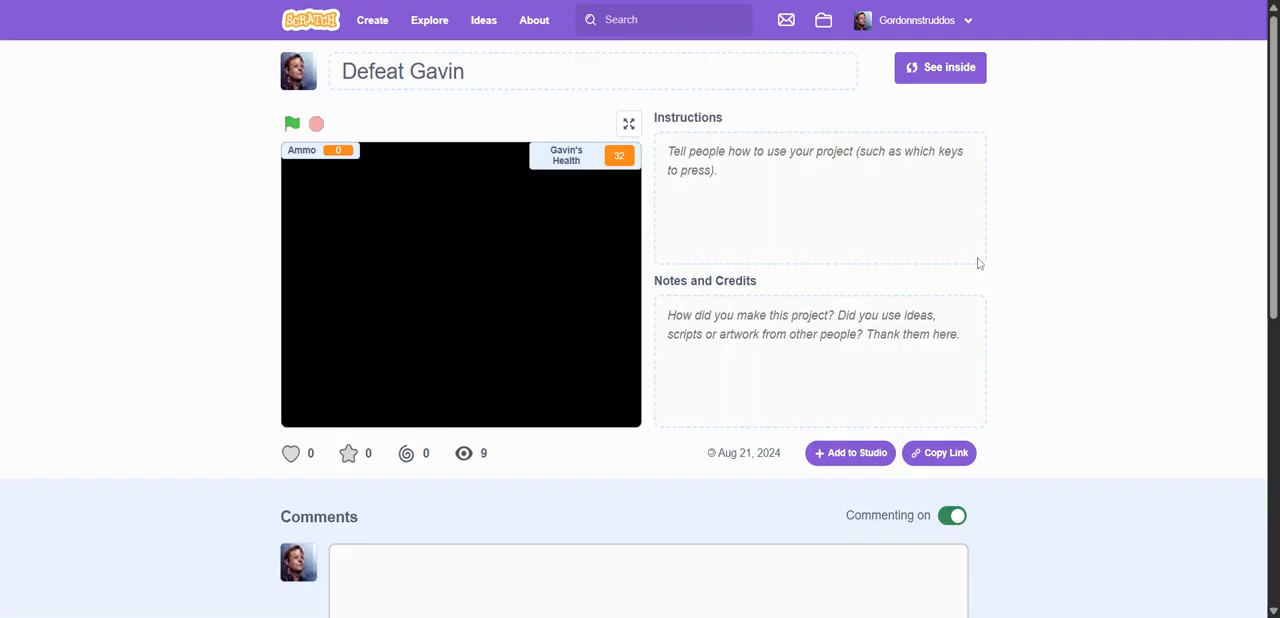 SCRATCH Create Explore Ideas About Search Gordonnstruddos
Defeat Gavin
See inside
Instructions
Ammo 0
Gavin's
Health
32
Tell people how to use your project (such as which keys
to press).
Notes and Credits
How did you make this project? Did you use ideas,
scripts or artwork from other people? Thank them here.
0 0 0 9
© Aug 21, 2024
+ Add to Studio
Copy Link
Comments
Commenting on